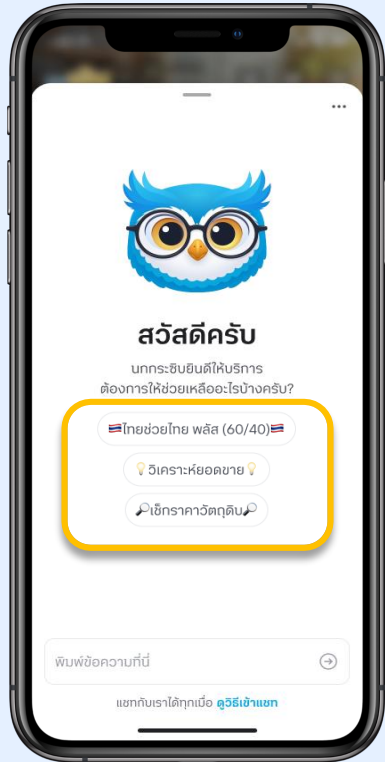 สวัสดีครับ
นกกระซิบยินดีให้บริการ
ต้องการให้ช่วยเหลืออะไรบ้างครับ?
🇹🇭ไทยช่วยไทย พลัส (60/40)🇹🇭
💡วิเคราะห์ยอดขาย💡
🔎เช็กราคาวัตถุดิบ🔎
พิมพ์ข้อความที่นี่
แชทกับเราได้ทุกเมื่อ ดูวิธีเข้าแชท